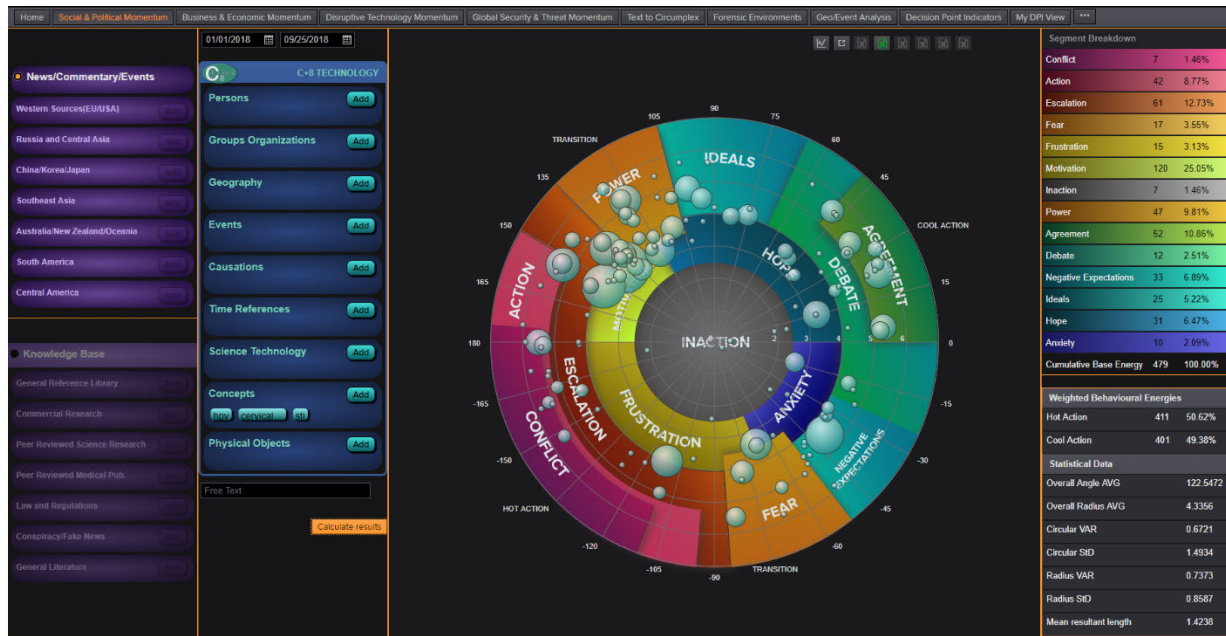 Home
Social & Political Momentum
Business & Economic Momentum
Disruptive Technology Momentum
Global Security & Threat Momentum
Text to Circumplex
Forensic Environments
Geo/Event Analysis
Decision Point Indicators
My DPI View
•••
News/Commentary/Events
Western Sources(EU/USA)
Russia and Central Asia
China/Korea/Japan
Southeast Asia
Australia/New Zealand/Oceania
South America
Central America
Knowledge Base
General Reference Library
Commercial Research
Peer Reviewed Science Research
Peer Reviewed Medical Pub.
Law and Regulations
Conspiracy/Fake News
General Literature
01/01/2018
09/25/2018
C+8 TECHNOLOGY
Persons Add
Groups Organizations Add
Geography Add
Events Add
Causations Add
Time References Add
Science Technology Add
Concepts Add
hpv cervical... sti
Physical Objects Add
Free Text
Calculate results
90
105
75
TRANSITION
60
135
45
150
COOL ACTION
165
15
180
0
-165
-15
-150
-30
HOT ACTION
-45
-120
-60
-105
-90
TRANSITION
IDEALS
POWER
AGREEMENT
HOPE
DEBATE
ACTION
INACTION
2 3 4 5 6
ESCALATION
FRUSTRATION
ANXIETY
CONFLICT
NEGATIVE
EXPECTATIONS
FEAR
Segment Breakdown
Conflict 7 1.46%
Action 42 8.77%
Escalation 61 12.73%
Fear 17 3.55%
Frustration 15 3.13%
Motivation 120 25.05%
Inaction 7 1.46%
Power 47 9.81%
Agreement 52 10.86%
Debate 12 2.51%
Negative Expectations 33 6.89%
Ideals 25 5.22%
Hope 31 6.47%
Anxiety 10 2.09%
Cumulative Base Energy 479 100.00%
Weighted Behavioural Energies
Hot Action 411 50.62%
Cool Action 401 49.38%
Statistical Data
Overall Angle AVG 122.5472
Overall Radius AVG 4.3356
Circular VAR 0.6721
Circular StD 1.4934
Radius VAR 0.7373
Radius StD 0.8587
Mean resultant length 1.4238